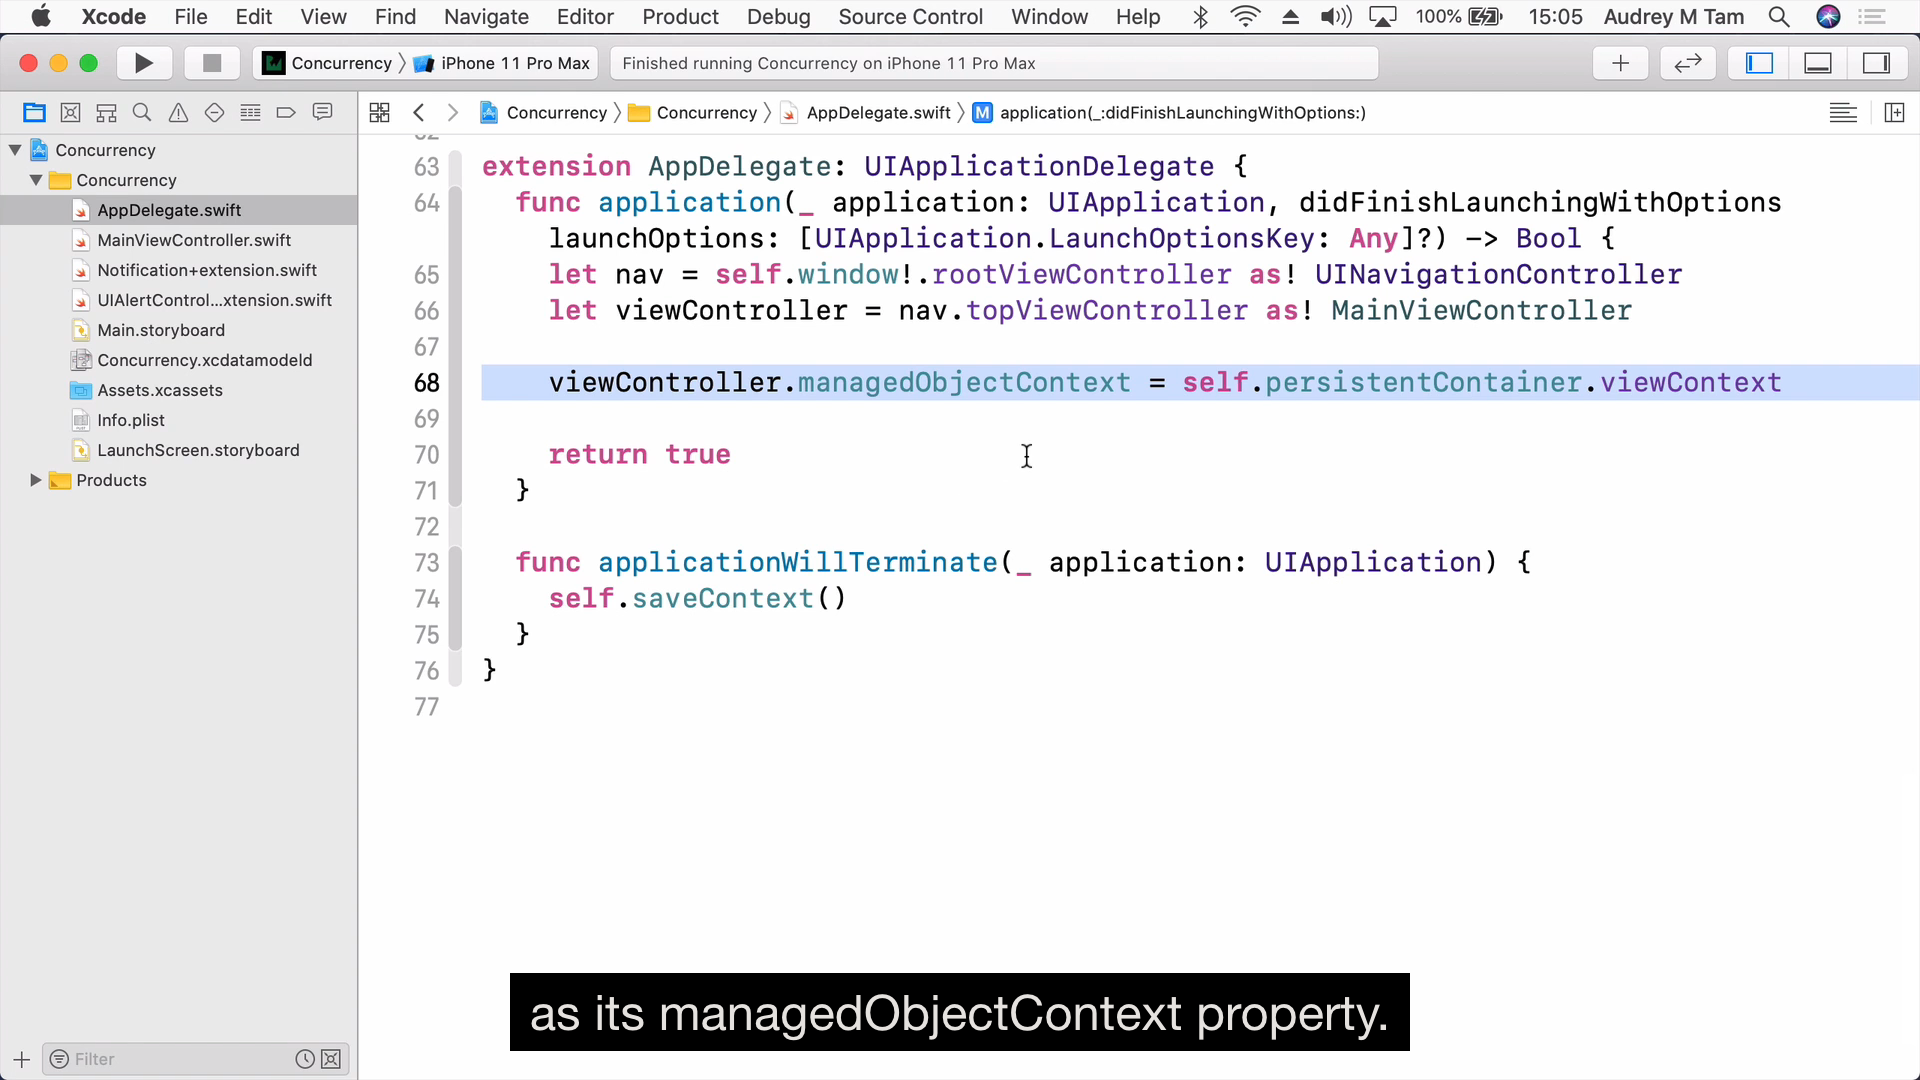 Xcode File Edit View Find Navigate Editor Product Debug Source Control Window Help 100% 15:05 Audrey M Tam
Concurrency iPhone 11 Pro Max Finished running Concurrency on iPhone 11 Pro Max
Concurrency Concurrency AppDelegate.swift M application(_:didFinishLaunchingWithOptions:)
Concurrency
Concurrency
AppDelegate.swift
MainViewController.swift
Notification+extension.swift
UIAlertControl...xtension.swift
Main.storyboard
Concurrency.xcdatamodeld
Assets.xcassets
Info.plist
LaunchScreen.storyboard
Products
Filter
63 extension AppDelegate: UIApplicationDelegate {
64 func application(_ application: UIApplication, didFinishLaunchingWithOptions
launchOptions: [UIApplication.LaunchOptionsKey: Any]?) -> Bool {
65 let nav = self.window!.rootViewController as! UINavigationController
66 let viewController = nav.topViewController as! MainViewController
67
68 viewController.managedObjectContext = self.persistentContainer.viewContext
69
70 return true
71 }
72
73 func applicationWillTerminate(_ application: UIApplication) {
74 self.saveContext()
75 }
76 }
77
as its managedObjectContext property.